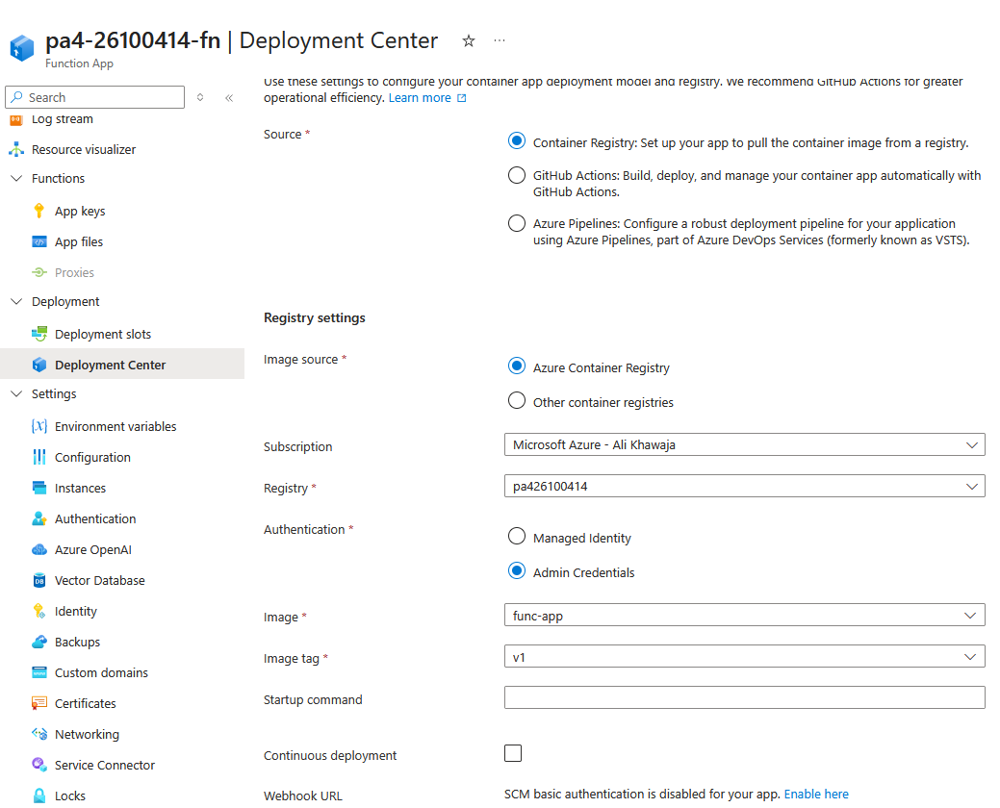 pa4-26100414-fn | Deployment Center
Function App
Search
Log stream
Resource visualizer
Functions
App keys
App files
Proxies
Deployment
Deployment slots
Deployment Center
Settings
Environment variables
Configuration
Instances
Authentication
Azure OpenAI
Vector Database
Identity
Backups
Custom domains
Certificates
Networking
Service Connector
Locks
Use these settings to configure your container app deployment model and registry. We recommend GitHub Actions for greater
operational efficiency. Learn more
Source *
Container Registry: Set up your app to pull the container image from a registry.
GitHub Actions: Build, deploy, and manage your container app automatically with
GitHub Actions.
Azure Pipelines: Configure a robust deployment pipeline for your application
using Azure Pipelines, part of Azure DevOps Services (formerly known as VSTS).
Registry settings
Image source *
Azure Container Registry
Other container registries
Subscription
Microsoft Azure - Ali Khawaja
Registry *
pa426100414
Authentication *
Managed Identity
Admin Credentials
Image *
func-app
Image tag *
v1
Startup command
Continuous deployment
Webhook URL
SCM basic authentication is disabled for your app. Enable here